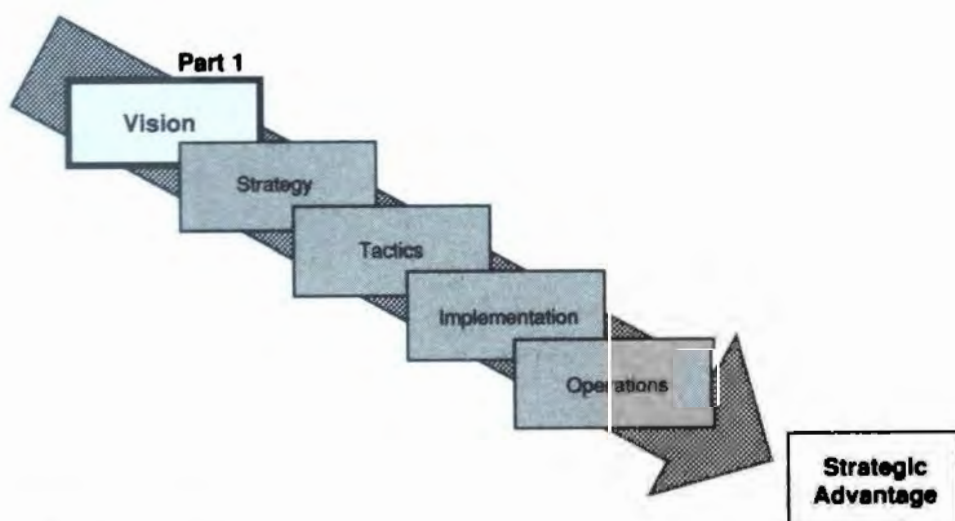 Part 1
Vision
Strategy
Tactics
Implementation
Operations
Strategic
Advantage